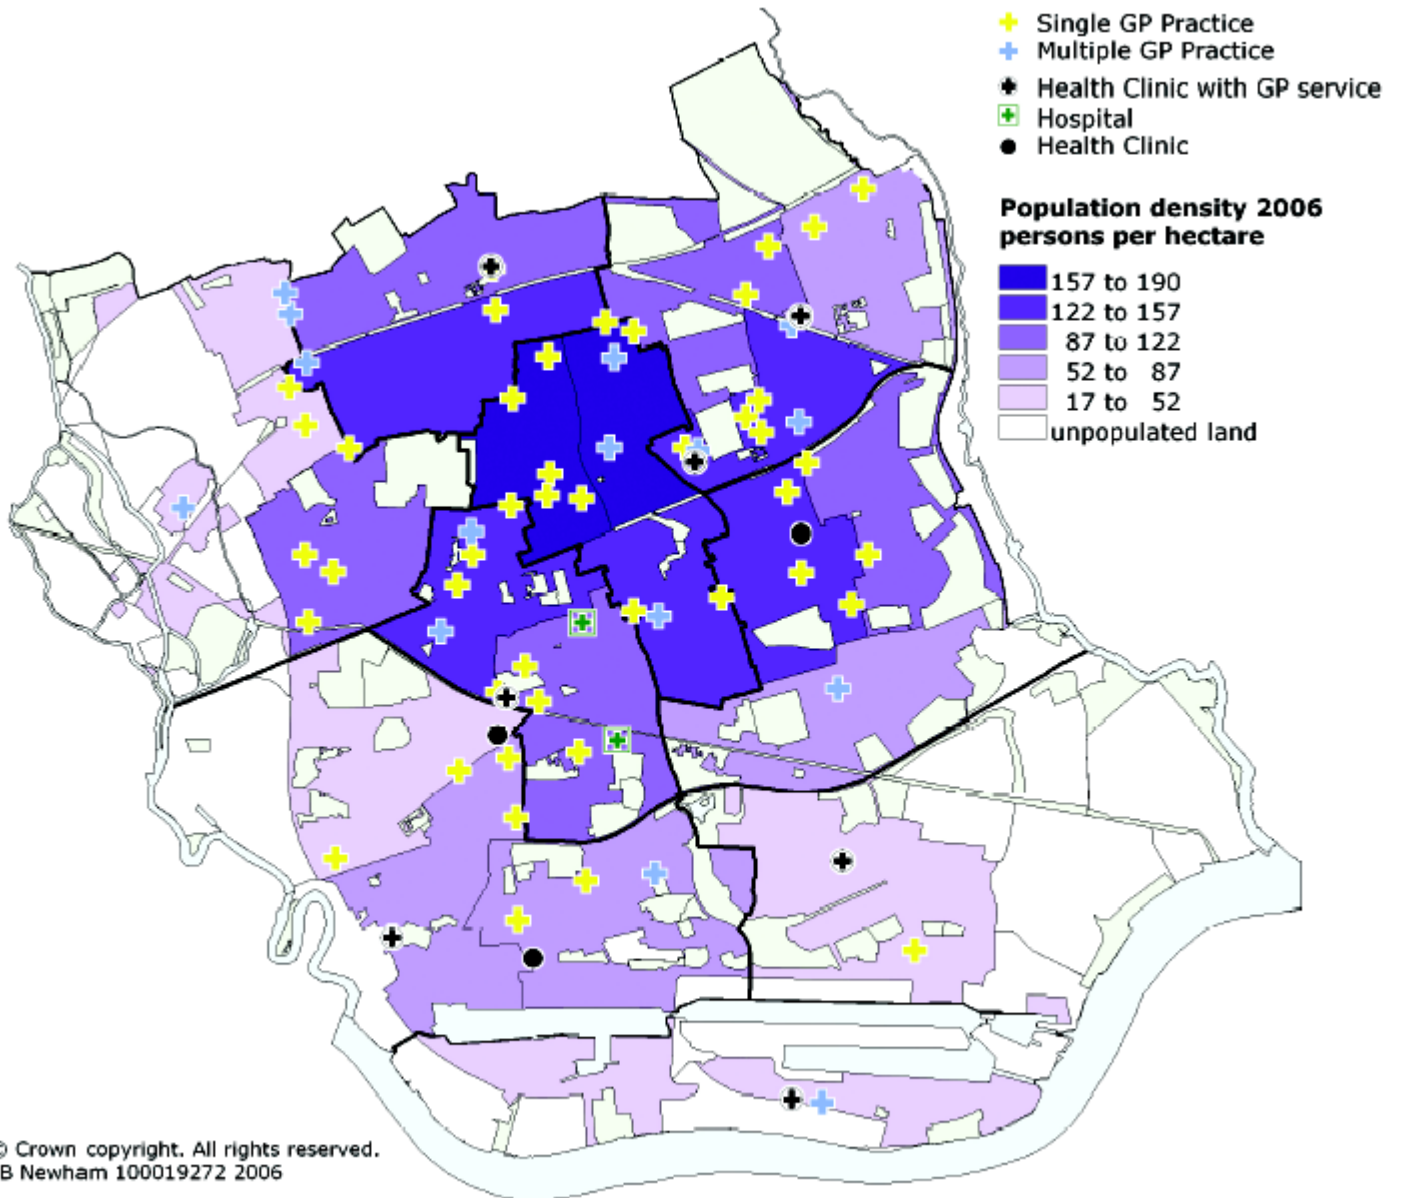 Single GP Practice
Multiple GP Practice
Health Clinic with GP service
Hospital
Health Clinic
Population density 2006
persons per hectare
157 to 190
122 to 157
87 to 122
52 to 87
17 to 52
unpopulated land
© Crown copyright. All rights reserved.
B Newham 100019272 2006